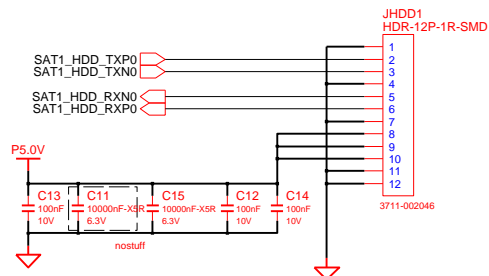 JHDD1
HDR-12P-1R-SMD
1
SAT1_HDD_TXP0 2
SAT1_HDD_TXN0 3
4
SAT1_HDD_RXN0 5
SAT1_HDD_RXP0 6
7
8
9
10
11
12
3711-002046
P5.0V
C13 C11 C15 C12 C14
100nF 10000nF-X5R 10000nF-X5R 100nF 100nF
10V 6.3V 6.3V 10V 10V
nostuff